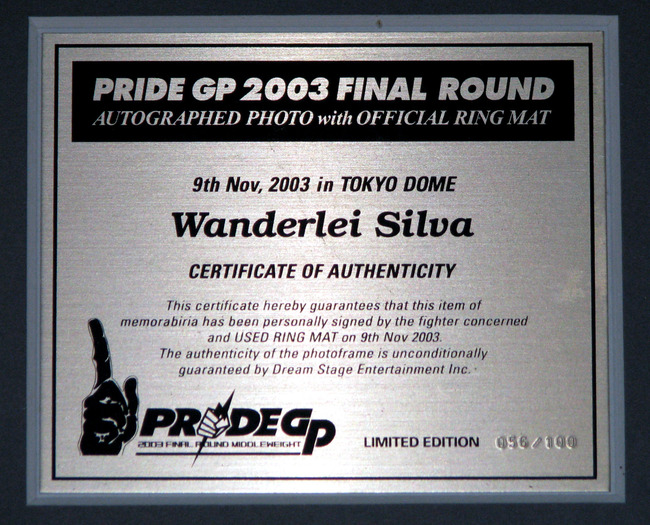 PRIDE GP 2003 FINAL ROUND
AUTOGRAPHED PHOTO with OFFICIAL RING MAT
9th Nov, 2003 in TOKYO DOME
Wanderlei Silva
CERTIFICATE OF AUTHENTICITY
This certificate hereby guarantees that this item of
memorabiria has been personally signed by the fighter concerned
and USED RING MAT on 9th Nov 2003.
The authenticity of the photoframe is unconditionally
guaranteed by Dream Stage Entertainment Inc.
PRIDE GP
2003 FINAL ROUND MIDDLEWEIGHT
LIMITED EDITION 056/100